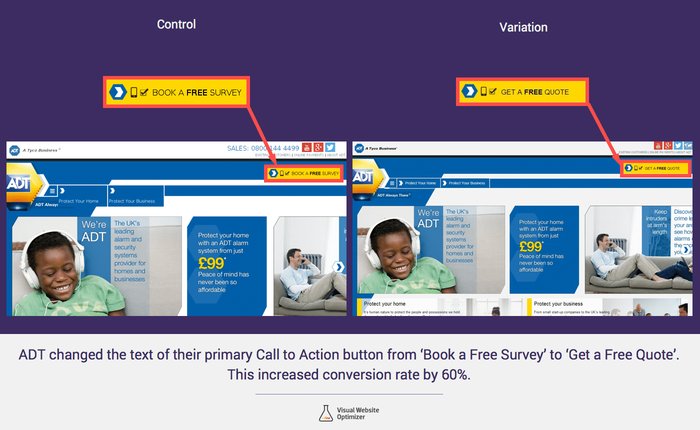 Control
Variation
BOOK A FREE SURVEY
GET A FREE QUOTE
ADT A Tyco Business™
SALES: 0800 144 4499
BOOK A FREE SURVEY
ADT
Protect Your Home
Protect Your Business
ADT Always
We're
ADT
The UK's
leading
alarm and
security
systems
provider for
homes and
businesses
Protect your home
with an ADT alarm
system from just
£99*
Peace of mind has
never been so
affordable
ADT A Tyco Business™
GET A FREE QUOTE
ADT
Protect Your Home
Protect Your Business
ADT Always There™
We're
ADT
The UK's
leading
alarm and
security
systems
provider for
homes and
businesses
Protect your home
with an ADT alarm
system from just
£99*
Peace of mind has
never been so
affordable
Keep
intruders
at arm's
length
Protect your home
Protect your business
ADT changed the text of their primary Call to Action button from ‘Book a Free Survey’ to ‘Get a Free Quote’.
This increased conversion rate by 60%.
Visual Website
Optimizer